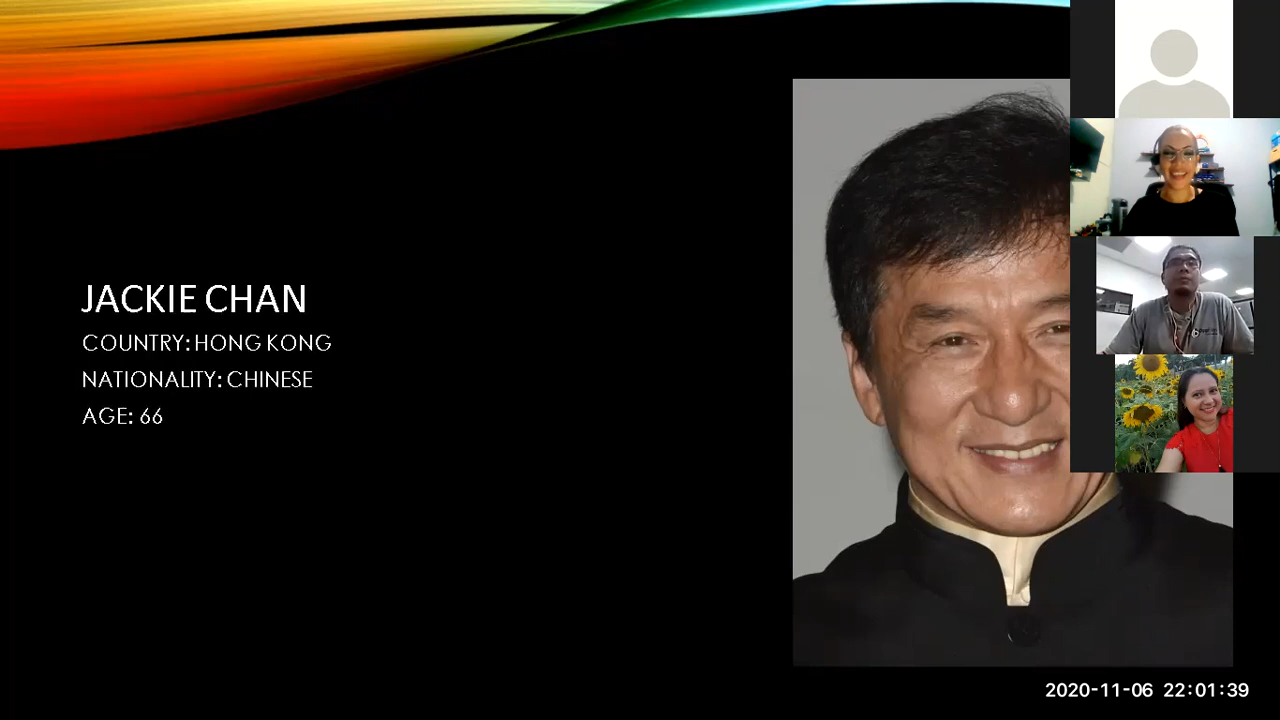 JACKIE CHAN
COUNTRY: HONG KONG
NATIONALITY: CHINESE
AGE: 66
2020-11-06 22:01:39